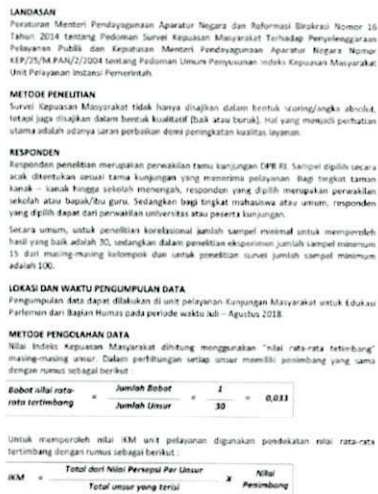 LANDASAN
Peraturan Menteri Pendayagunaan Aparatur Negara dan Reformasi Birokrasi Nomor 16
Tahun 2014 tentang Pedoman Survei Kepuasan Masyarakat Terhadap Penyelenggaraan
Pelayanan Publik dan Keputusan Menteri Pendayagunaan Aparatur Negara Nomor
KEP/25/M.PAN/2/2004 tentang Pedoman Umum Penyusunan Indeks Kepuasan Masyarakat
Unit Pelayanan Instansi Pemerintah.
METODE PENELITIAN
Survei Kepuasan Masyarakat tidak hanya disajikan dalam bentuk scoring/angka absolut,
tetapi juga disajikan dalam bentuk kualitatif (baik atau buruk). Hal yang menjadi perhatian
utama adalah adanya saran perbaikan demi peningkatan kualitas layanan.
RESPONDEN
Responden penelitian merupakan perwakilan tamu kunjungan DPR RI. Sampel dipilih secara
acak ditentukan sesuai tamu kunjungan yang menerima pelayanan. Bagi tingkat taman
kanak – kanak hingga sekolah menengah, responden yang dipilih merupakan perwakilan
sekolah atau bapak/ibu guru. Sedangkan bagi tingkat mahasiswa atau umum, responden
yang dipilih dapat dari perwakilan universitas atau peserta kunjungan.
Secara umum, untuk penelitian korelasional jumlah sampel minimal untuk memperoleh
hasil yang baik adalah 30, sedangkan dalam penelitian eksperimen jumlah sampel minimum
15 dari masing-masing kelompok dan untuk penelitian survei jumlah sampel minimum
adalah 100.
LOKASI DAN WAKTU PENGUMPULAN DATA
Pengumpulan data dapat dilakukan di unit pelayanan Kunjungan Masyarakat untuk Edukasi
Parlemen dari Bagian Humas pada periode waktu Juli – Agustus 2018.
METODE PENGOLAHAN DATA
Nilai Indeks Kepuasan Masyarakat dihitung menggunakan "nilai rata-rata tertimbang"
masing-masing unsur. Dalam perhitungan setiap unsur memiliki penimbang yang sama
dengan rumus sebagai berikut :
Bobot nilai rata-rata tertimbang = Jumlah Bobot / Jumlah Unsur = 1 / 30 = 0,033
Untuk memperoleh nilai IKM unit pelayanan digunakan pendekatan nilai rata-rata
tertimbang dengan rumus sebagai berikut :
IKM = Total dari Nilai Persepsi Per Unsur / Total unsur yang terisi X Nilai Penimbang